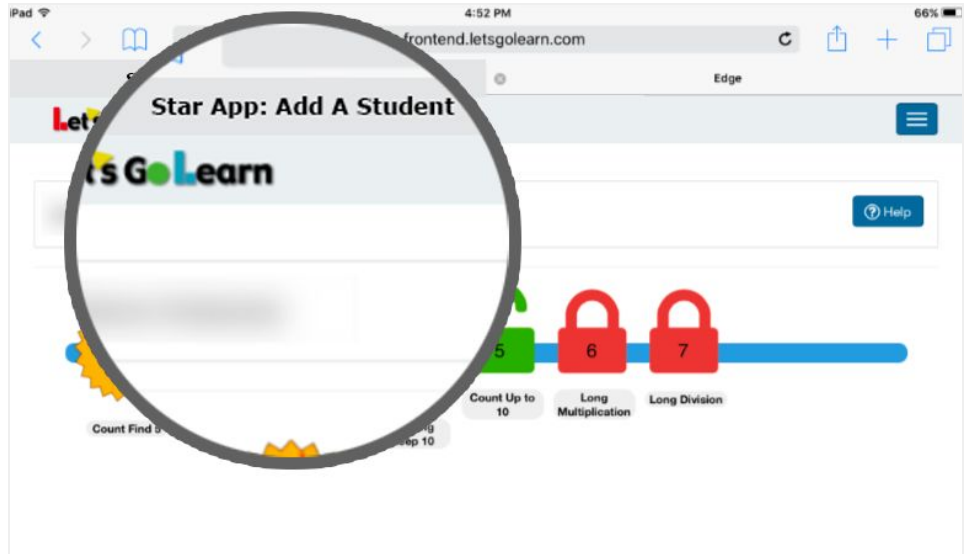 iPad
4:52 PM
66%
frontend.letsgolearn.com
Edge
Star App: Add A Student
Let's
t's Go Learn
Help
5
6
7
Count Find 5
Count Up to
10
Long
Multiplication
Long Division
10